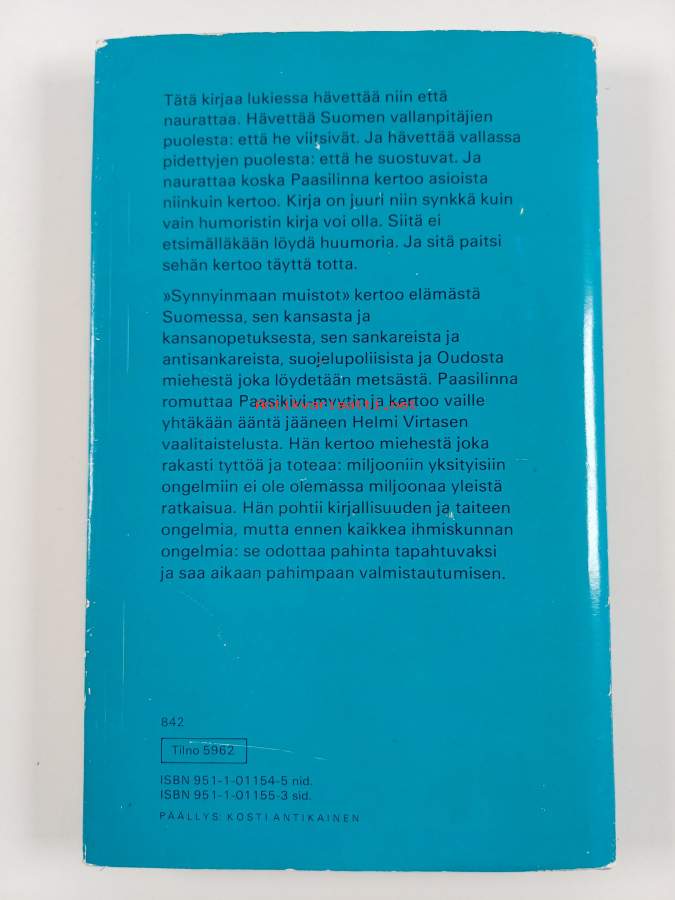 Tätä kirjaa lukiessa hävettää niin että
naurattaa. Hävettää Suomen vallanpitäjien
puolesta: että he viitsivät. Ja hävettää vallassa
pidettyjen puolesta: että he suostuvat. Ja
naurattaa koska Paasilinna kertoo asioista
niinkuin kertoo. Kirja on juuri niin synkkä kuin
vain humoristin kirja voi olla. Siitä ei
etsimälläkään löydä huumoria. Ja sitä paitsi
sehän kertoo täyttä totta.
»Synnyinmaan muistot» kertoo elämästä
Suomessa, sen kansasta ja
kansanopetuksesta, sen sankareista ja
antisankareista, suojelupoliisista ja Oudosta
miehestä joka löydetään metsästä. Paasilinna
romuttaa Paasikivi-myytin ja kertoo vaille
yhtäkään ääntä jääneen Helmi Virtasen
vaalitaistelusta. Hän kertoo miehestä joka
rakasti tyttöä ja toteaa: miljooniin yksityisiin
ongelmiin ei ole olemassa miljoonaa yleistä
ratkaisua. Hän pohtii kirjallisuuden ja taiteen
ongelmia, mutta ennen kaikkea ihmiskunnan
ongelmia: se odottaa pahinta tapahtuvaksi
ja saa aikaan pahimpaan valmistautumisen.
842
Tilno 5962
ISBN 951-1-01154-5 nid.
ISBN 951-1-01155-3 sid.
PÄÄLLYS: KOSTI ANTIKAINEN